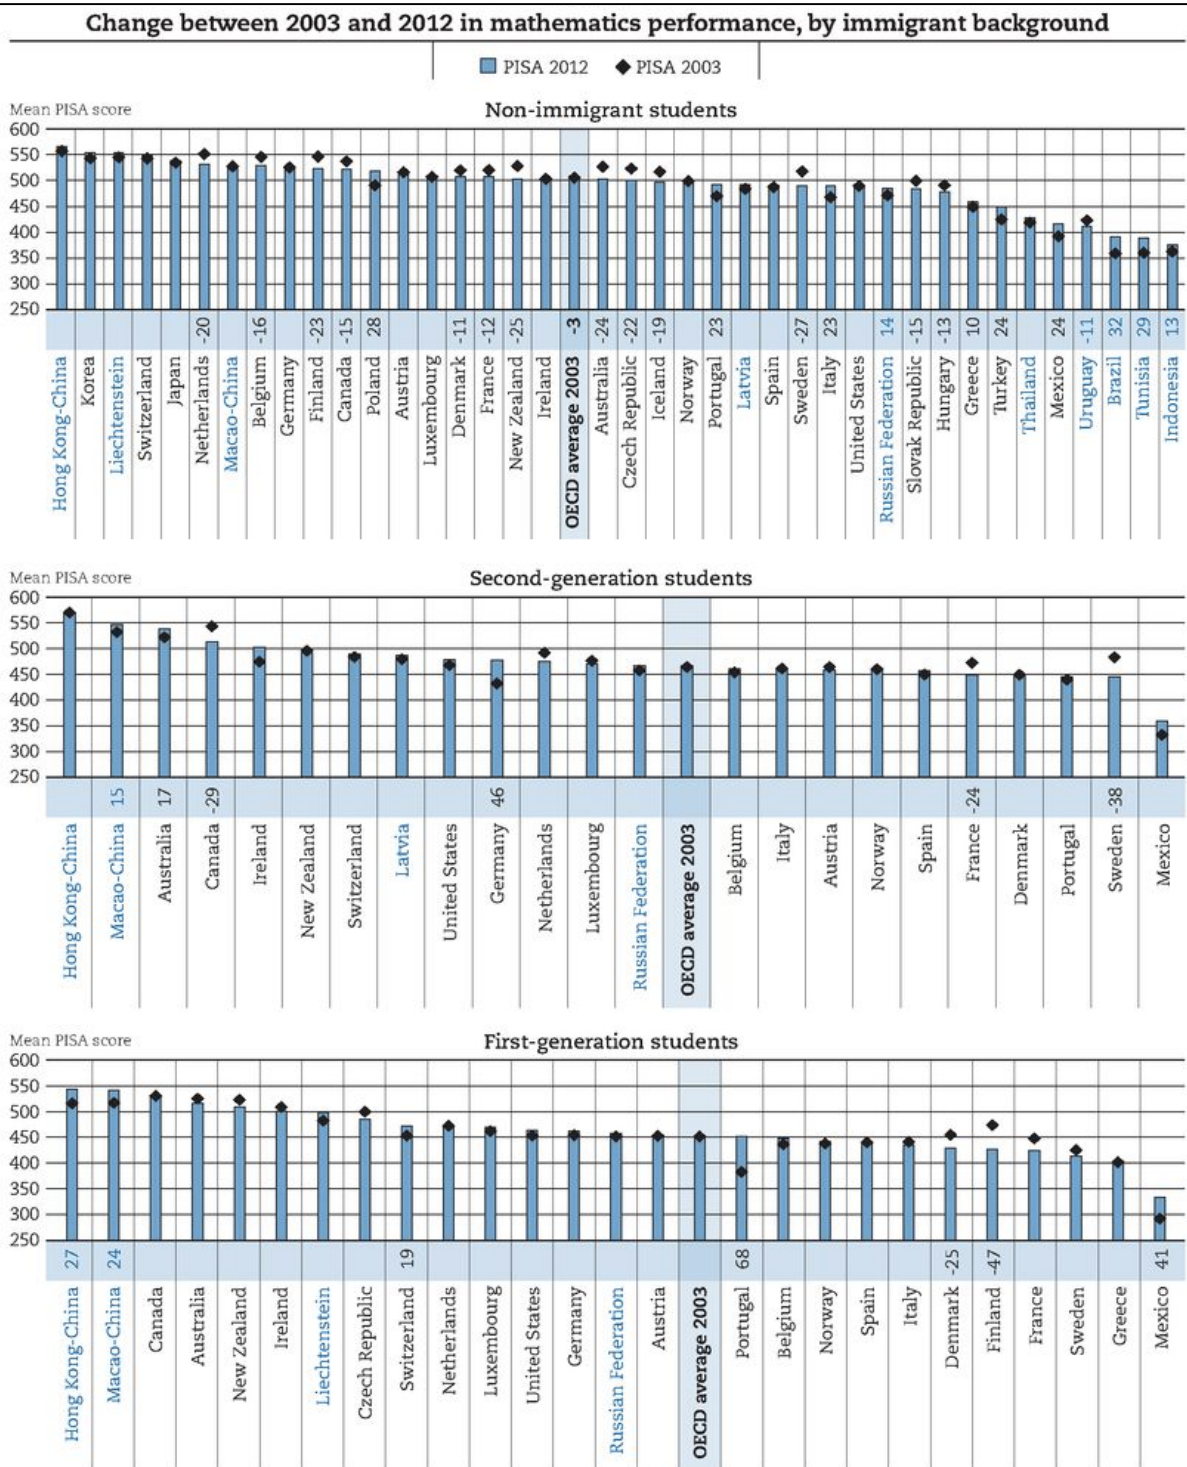 Change between 2003 and 2012 in mathematics performance, by immigrant background
PISA 2012 PISA 2003
Mean PISA score
Non-immigrant students
600
550
500
450
400
350
300
250
-20 -16 -23 -15 28 -11 -12 -25 -3 -24 -22 -19 23 -27 23 14 -15 -13 10 24 24 -11 32 29 13
Hong Kong-China
Korea
Liechtenstein
Switzerland
Japan
Netherlands
Macao-China
Belgium
Germany
Finland
Canada
Poland
Austria
Luxembourg
Denmark
France
New Zealand
Ireland
OECD average 2003
Australia
Czech Republic
Iceland
Norway
Portugal
Latvia
Spain
Sweden
Italy
United States
Russian Federation
Slovak Republic
Hungary
Greece
Turkey
Thailand
Mexico
Uruguay
Brazil
Tunisia
Indonesia
Mean PISA score
Second-generation students
600
550
500
450
400
350
300
250
15 17 -29 46 -24 -38
Hong Kong-China
Macao-China
Australia
Canada
Ireland
New Zealand
Switzerland
Latvia
United States
Germany
Netherlands
Luxembourg
Russian Federation
OECD average 2003
Belgium
Italy
Austria
Norway
Spain
France
Denmark
Portugal
Sweden
Mexico
Mean PISA score
First-generation students
600
550
500
450
400
350
300
250
27 24 19 68 -25 -47 41
Hong Kong-China
Macao-China
Canada
Australia
New Zealand
Ireland
Liechtenstein
Czech Republic
Switzerland
Netherlands
Luxembourg
United States
Germany
Russian Federation
Austria
OECD average 2003
Portugal
Belgium
Norway
Spain
Italy
Denmark
Finland
France
Sweden
Greece
Mexico